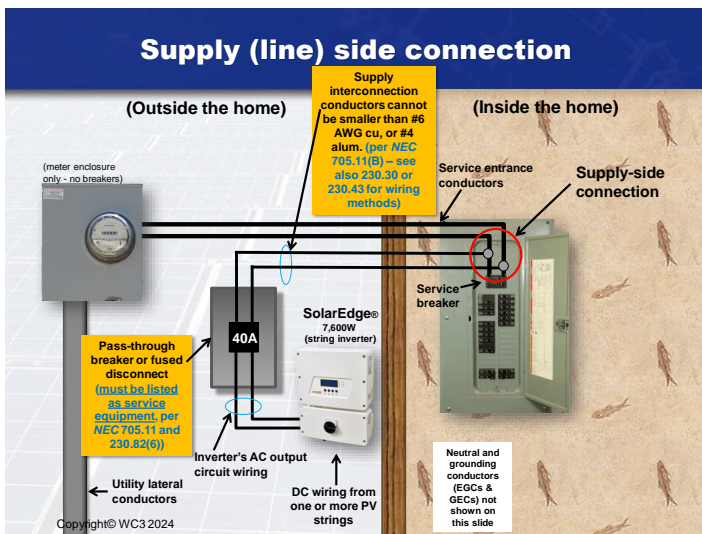 Supply (line) side connection
(Outside the home)
Supply
interconnection
conductors cannot
be smaller than #6
AWG cu, or #4
alum. (per NEC
705.11(B) – see
also 230.30 or
230.43 for wiring
methods)
(Inside the home)
(meter enclosure
only - no breakers)
Service entrance
conductors
Supply-side
connection
Service
breaker
SolarEdge®
7,600W
(string inverter)
40A
Pass-through
breaker or fused
disconnect
(must be listed
as service
equipment, per
NEC 705.11 and
230.82(6))
Inverter's AC output
circuit wiring
DC wiring from
one or more PV
strings
Utility lateral
conductors
Neutral and
grounding
conductors
(EGCs &
GECs) not
shown on
this slide
Copyright© WC3 2024